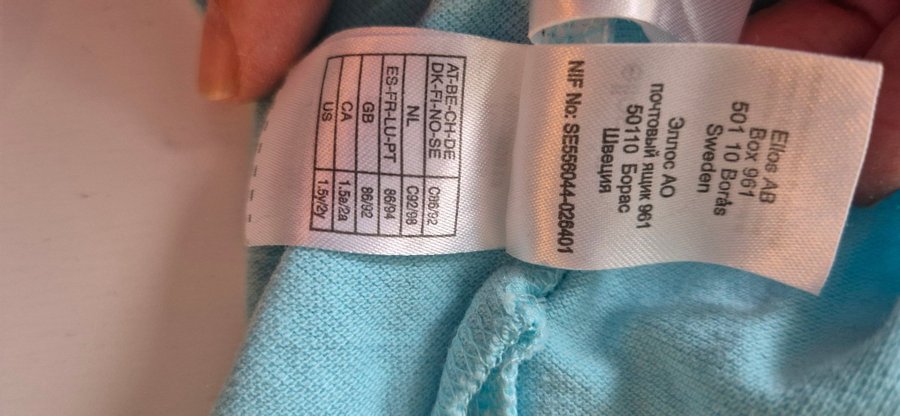 AT-BE-CH-DE
DK-FI-NO-SE C86/92
NL C92/98
ES-FR-LU-PT 86/94
GB 86/92
CA 1.5a/2a
US 1.5y/2y
Ellos AB
Box 961
501 10 Borås
Sweden
Эллос АО
почтовый ящик 961
50110 Борас
Швеция
NIF No: SE556044-026401